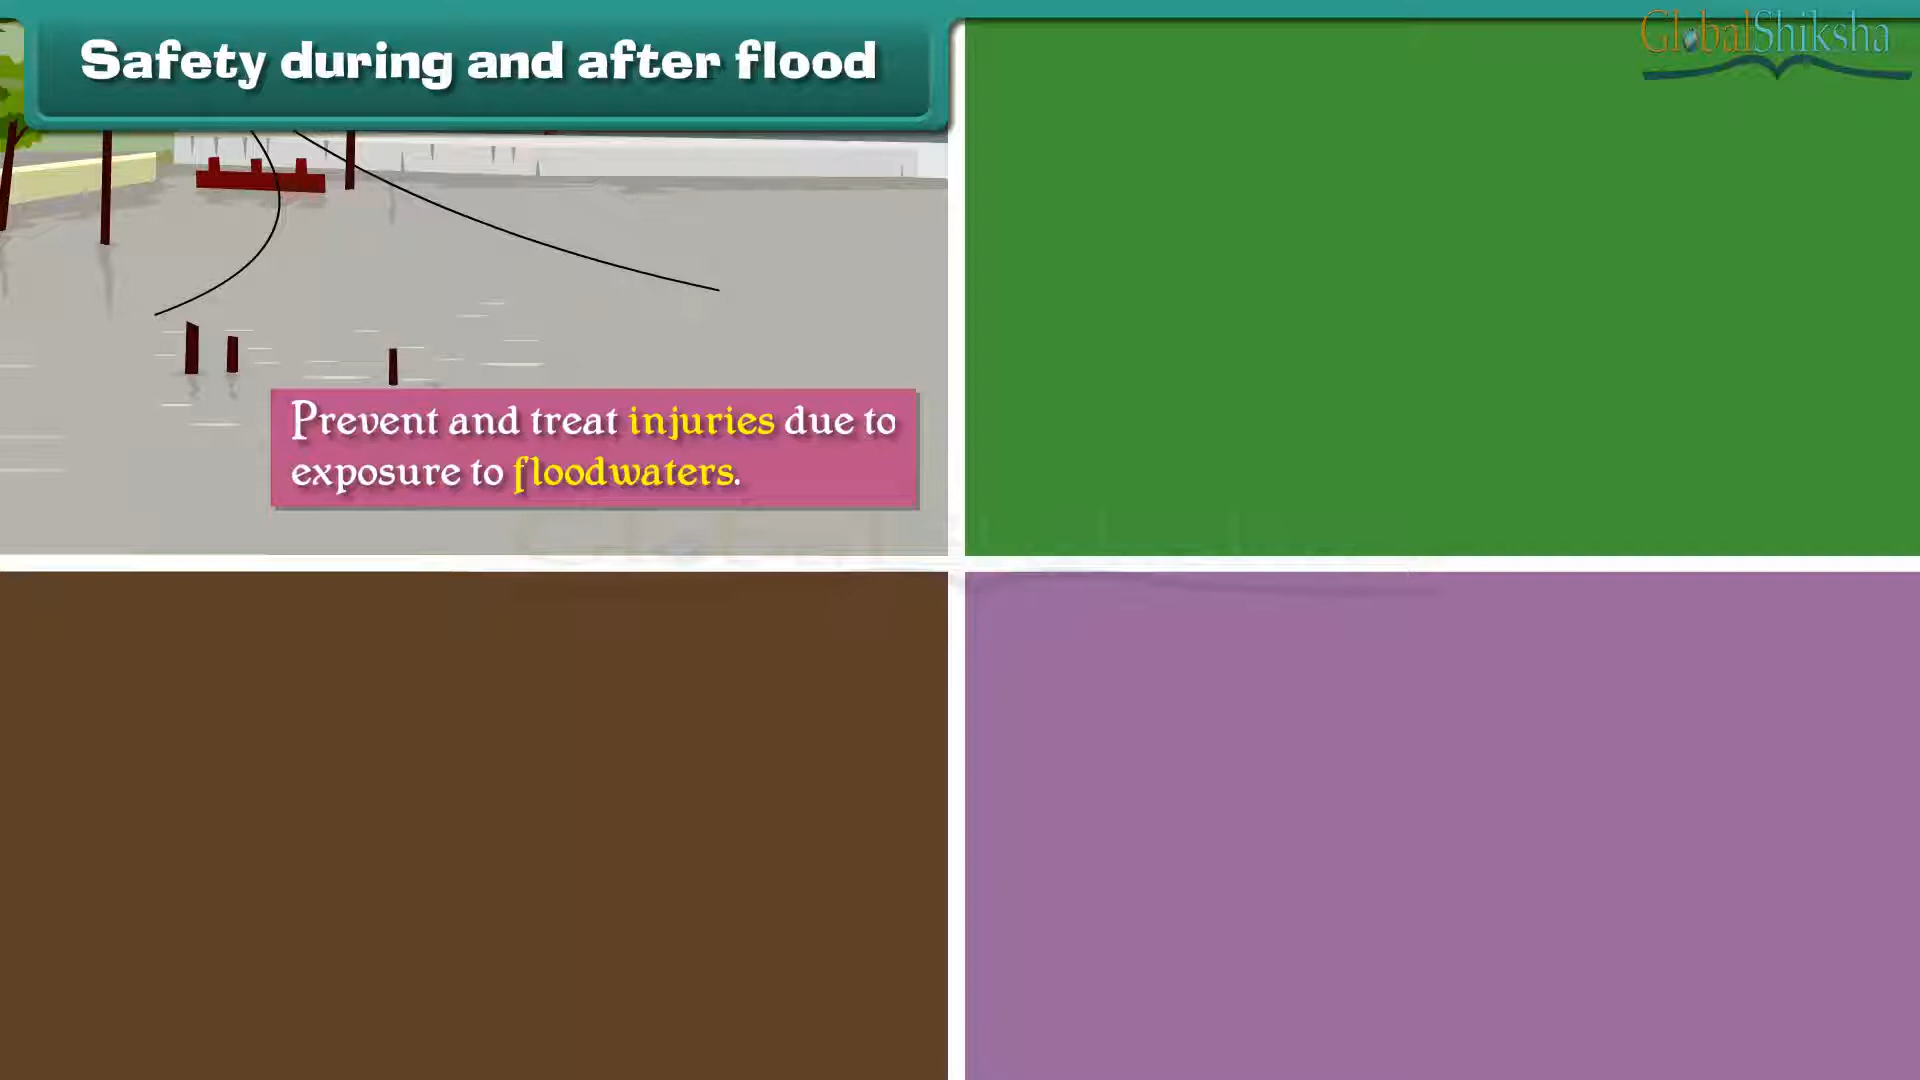 Safety during and after flood
GlobalShiksha
Prevent and treat injuries due to
exposure to floodwaters.